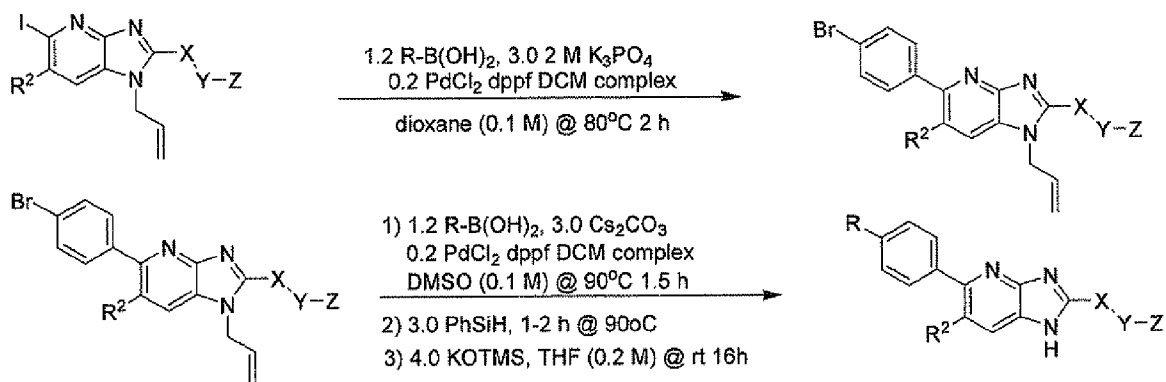 I N N X
R² N Y-Z
1.2 R-B(OH)₂, 3.0 2 M K₃PO₄
0.2 PdCl₂ dppf DCM complex
dioxane (0.1 M) @ 80°C 2 h
Br N N X
R² N Y-Z
Br N N X
R² N Y-Z
1) 1.2 R-B(OH)₂, 3.0 Cs₂CO₃
0.2 PdCl₂ dppf DCM complex
DMSO (0.1 M) @ 90°C 1.5 h
2) 3.0 PhSiH, 1-2 h @ 90oC
3) 4.0 KOTMS, THF (0.2 M) @ rt 16h
R N N X
R² N Y-Z
H